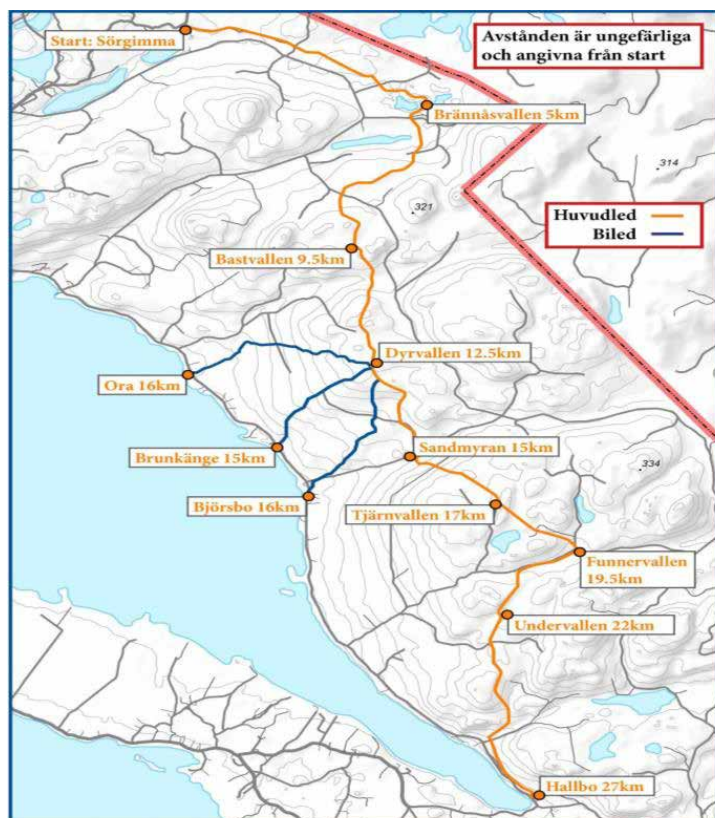 Start: Sörgimma
Avstånden är ungefärliga
och angivna från start
Brännåsvallen 5km
314
321
Huvudled
Biled
Bastvallen 9.5km
Dyrvallen 12.5km
Ora 16km
Sandmyran 15km
Brunkänge 15km
334
Björsbo 16km
Tjärnvallen 17km
Funnervallen
19.5km
Undervallen 22km
Hallbo 27km